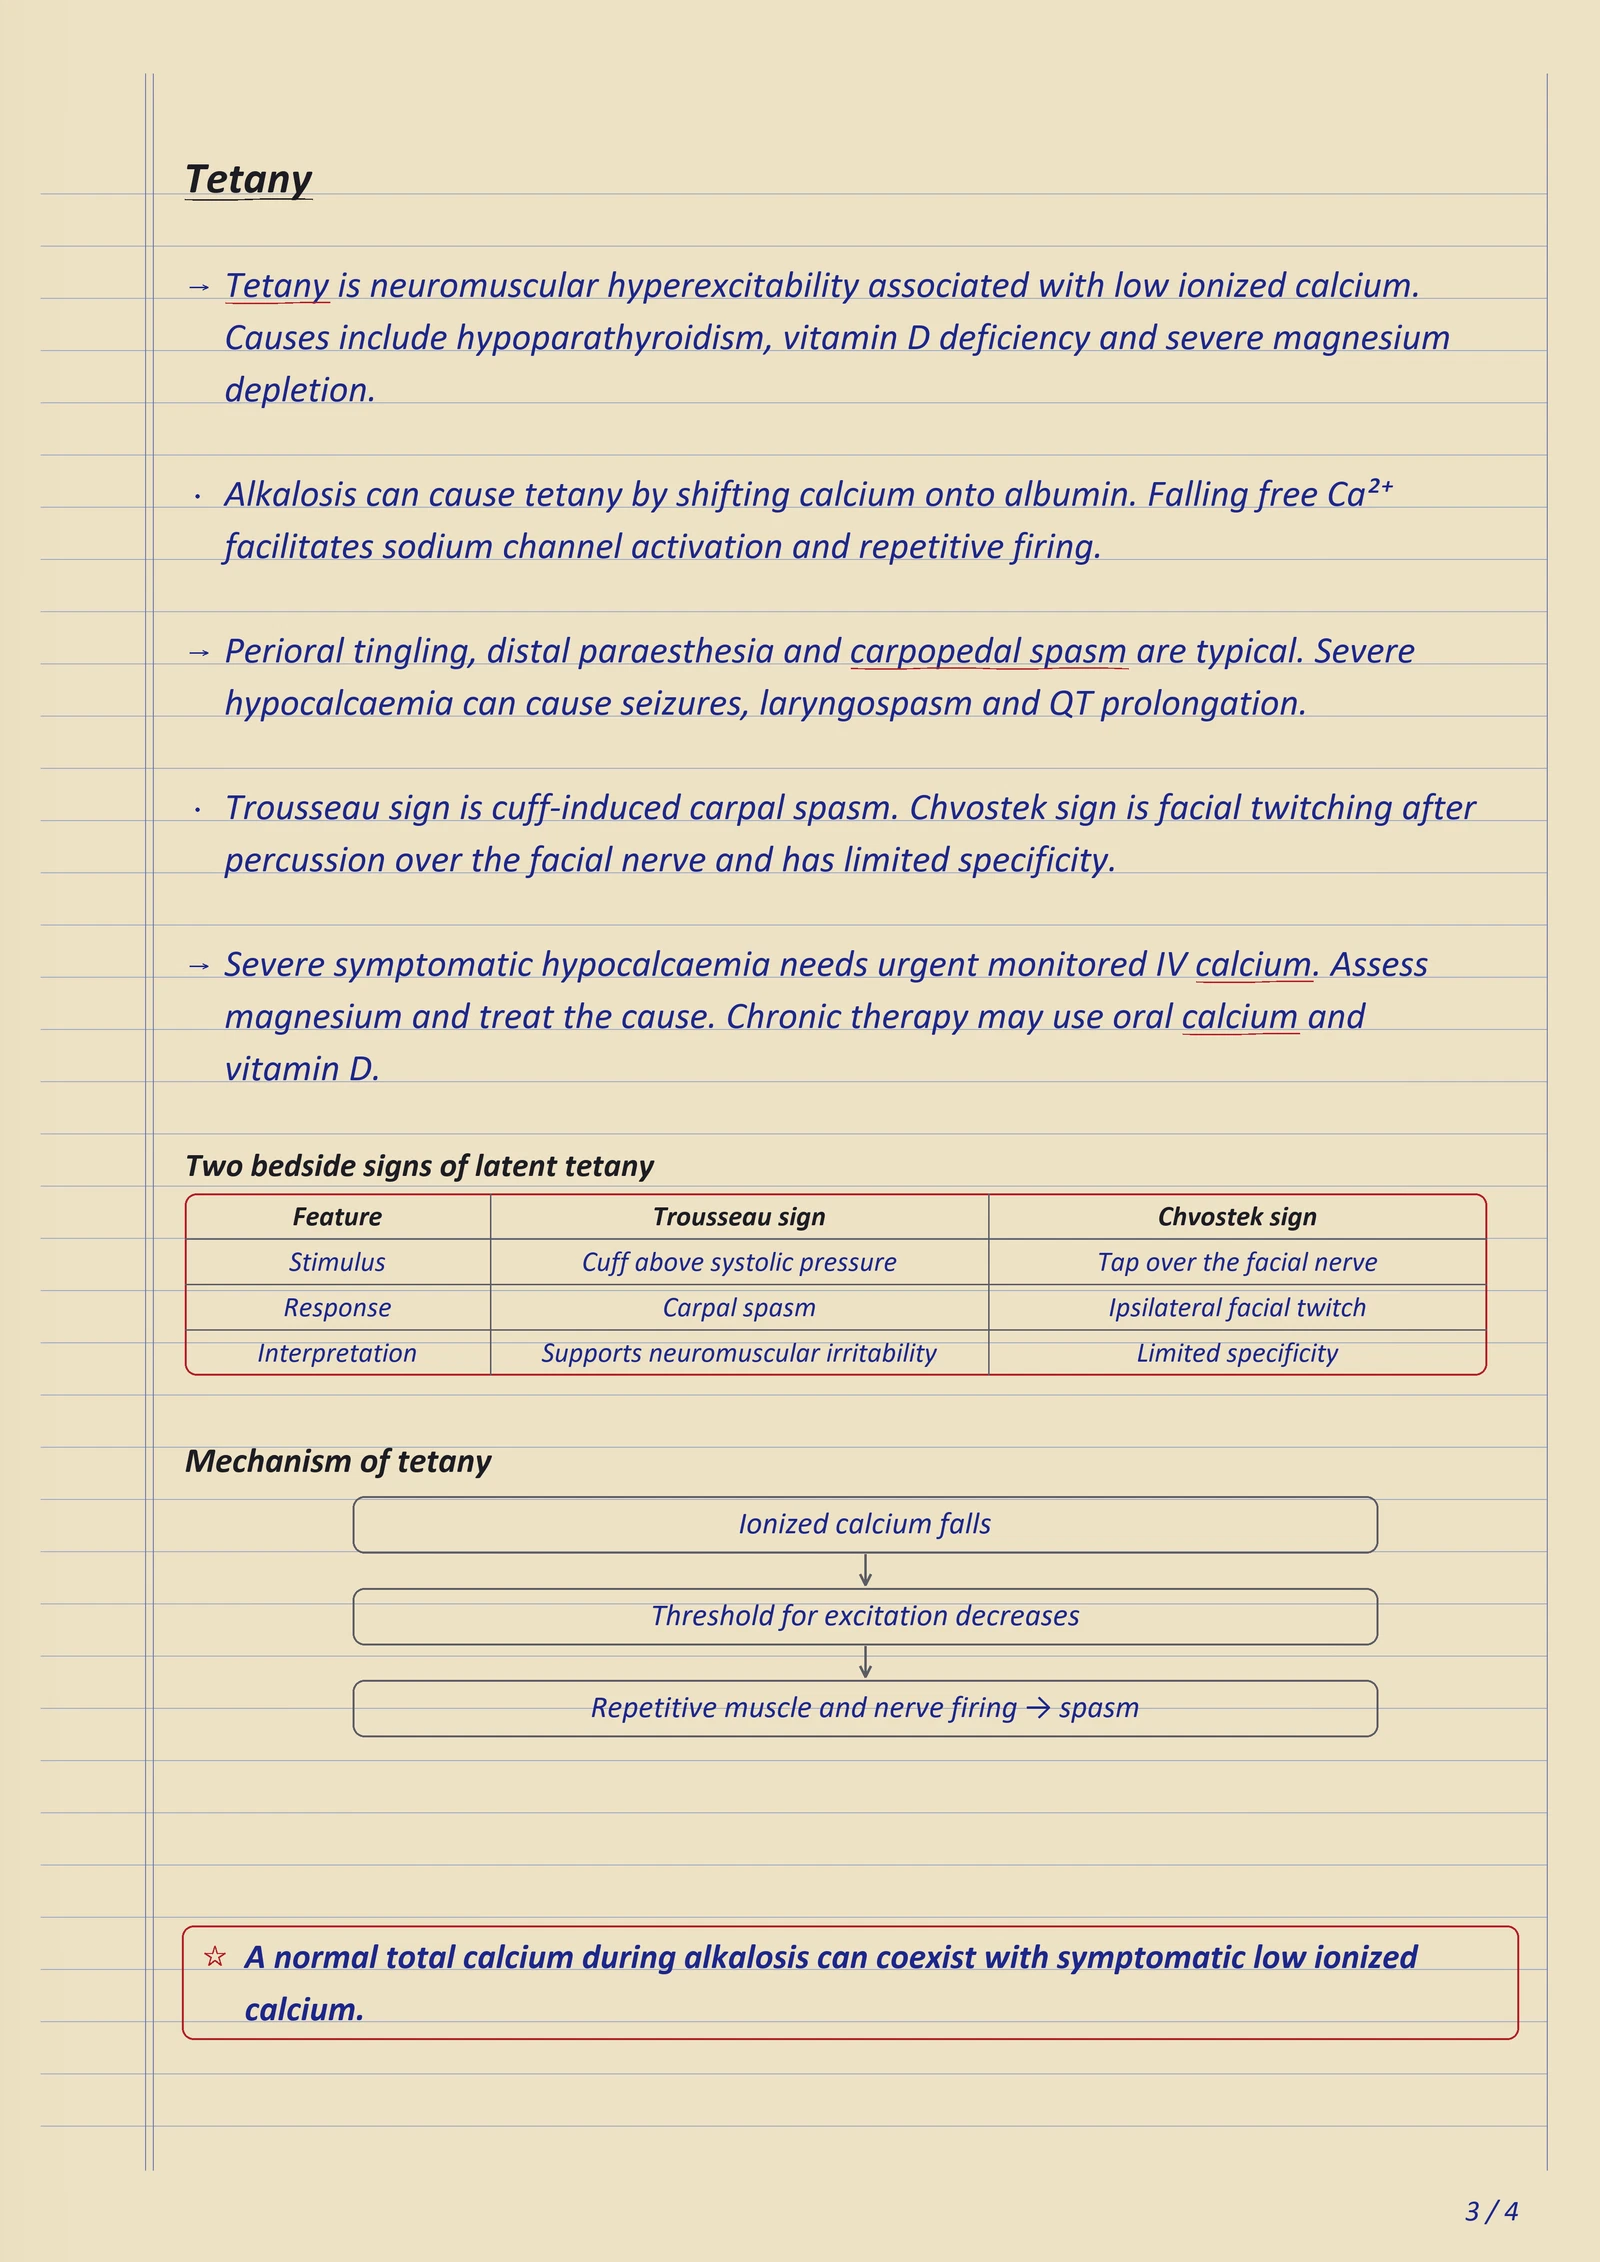 Tetany
→ Tetany is neuromuscular hyperexcitability associated with low ionized calcium.
Causes include hypoparathyroidism, vitamin D deficiency and severe magnesium
depletion.
· Alkalosis can cause tetany by shifting calcium onto albumin. Falling free Ca²⁺
facilitates sodium channel activation and repetitive firing.
→ Perioral tingling, distal paraesthesia and carpopedal spasm are typical. Severe
hypocalcaemia can cause seizures, laryngospasm and QT prolongation.
· Trousseau sign is cuff-induced carpal spasm. Chvostek sign is facial twitching after
percussion over the facial nerve and has limited specificity.
→ Severe symptomatic hypocalcaemia needs urgent monitored IV calcium. Assess
magnesium and treat the cause. Chronic therapy may use oral calcium and
vitamin D.
Two bedside signs of latent tetany
Feature Trousseau sign Chvostek sign
Stimulus Cuff above systolic pressure Tap over the facial nerve
Response Carpal spasm Ipsilateral facial twitch
Interpretation Supports neuromuscular irritability Limited specificity
Mechanism of tetany
Ionized calcium falls
Threshold for excitation decreases
Repetitive muscle and nerve firing → spasm
☆ A normal total calcium during alkalosis can coexist with symptomatic low ionized
calcium.
3 / 4